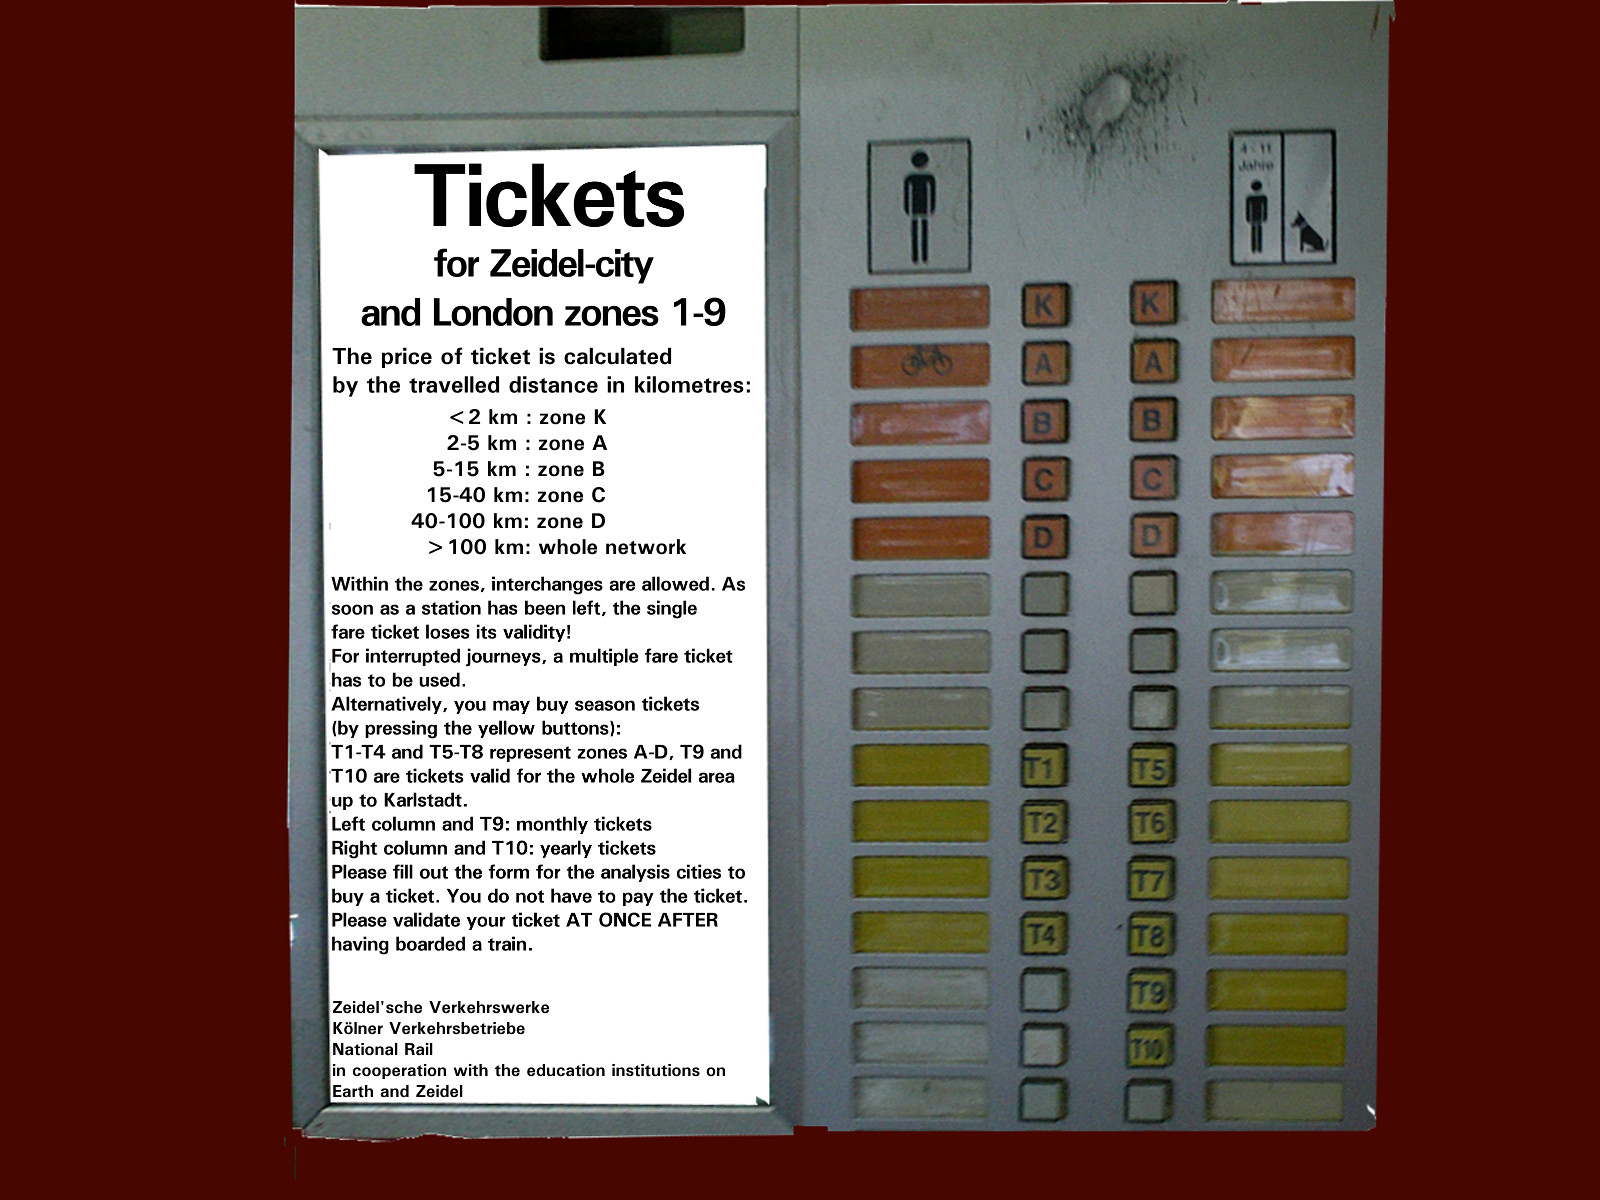 Tickets
for Zeidel-city
and London zones 1-9
The price of ticket is calculated
by the travelled distance in kilometres:
<2 km : zone K
2-5 km : zone A
5-15 km : zone B
15-40 km: zone C
40-100 km: zone D
>100 km: whole network
Within the zones, interchanges are allowed. As
soon as a station has been left, the single
fare ticket loses its validity!
For interrupted journeys, a multiple fare ticket
has to be used.
Alternatively, you may buy season tickets
(by pressing the yellow buttons):
T1-T4 and T5-T8 represent zones A-D, T9 and
T10 are tickets valid for the whole Zeidel area
up to Karlstadt.
Left column and T9: monthly tickets
Right column and T10: yearly tickets
Please fill out the form for the analysis cities to
buy a ticket. You do not have to pay the ticket.
Please validate your ticket AT ONCE AFTER
having boarded a train.
Zeidel'sche Verkehrswerke
Kölner Verkehrsbetriebe
National Rail
in cooperation with the education institutions on
Earth and Zeidel
4-11
Jahre
K K
A A
B B
C C
D D
T1 T5
T2 T6
T3 T7
T4 T8
T9
T10